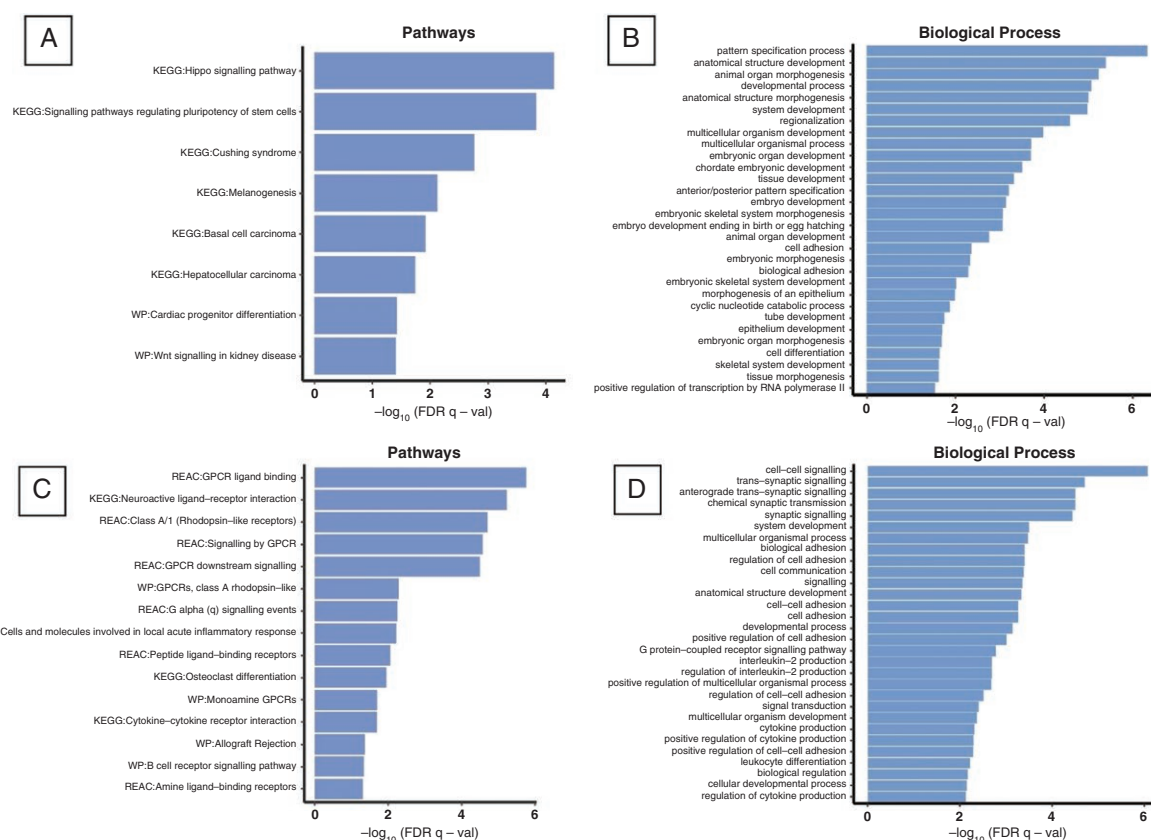 A
Pathways
KEGG:Hippo signalling pathway
KEGG:Signalling pathways regulating pluripotency of stem cells
KEGG:Cushing syndrome
KEGG:Melanogenesis
KEGG:Basal cell carcinoma
KEGG:Hepatocellular carcinoma
WP:Cardiac progenitor differentiation
WP:Wnt signalling in kidney disease
0 1 2 3 4
–log10 (FDR q – val)
B
Biological Process
pattern specification process
anatomical structure development
animal organ morphogenesis
developmental process
anatomical structure morphogenesis
system development
regionalization
multicellular organism development
multicellular organismal process
embryonic organ development
chordate embryonic development
tissue development
anterior/posterior pattern specification
embryo development
embryonic skeletal system morphogenesis
embryo development ending in birth or egg hatching
animal organ development
cell adhesion
embryonic morphogenesis
biological adhesion
embryonic skeletal system development
morphogenesis of an epithelium
cyclic nucleotide catabolic process
tube development
epithelium development
embryonic organ morphogenesis
cell differentiation
skeletal system development
tissue morphogenesis
positive regulation of transcription by RNA polymerase II
0 2 4 6
–log10 (FDR q – val)
C
Pathways
REAC:GPCR ligand binding
KEGG:Neuroactive ligand–receptor interaction
REAC:Class A/1 (Rhodopsin–like receptors)
REAC:Signalling by GPCR
REAC:GPCR downstream signalling
WP:GPCRs, class A rhodopsin–like
REAC:G alpha (q) signalling events
Cells and molecules involved in local acute inflammatory response
REAC:Peptide ligand–binding receptors
KEGG:Osteoclast differentiation
WP:Monoamine GPCRs
KEGG:Cytokine–cytokine receptor interaction
WP:Allograft Rejection
WP:B cell receptor signalling pathway
REAC:Amine ligand–binding receptors
0 2 4 6
–log10 (FDR q – val)
D
Biological Process
cell–cell signalling
trans–synaptic signalling
anterograde trans–synaptic signalling
chemical synaptic transmission
synaptic signalling
system development
multicellular organismal process
biological adhesion
regulation of cell adhesion
cell communication
signalling
anatomical structure development
cell–cell adhesion
cell adhesion
developmental process
positive regulation of cell adhesion
G protein–coupled receptor signalling pathway
interleukin–2 production
regulation of interleukin–2 production
positive regulation of multicellular organismal process
regulation of cell–cell adhesion
signal transduction
multicellular organism development
cytokine production
positive regulation of cytokine production
positive regulation of cell–cell adhesion
leukocyte differentiation
biological regulation
cellular developmental process
regulation of cytokine production
0 2 4 6
–log10 (FDR q – val)